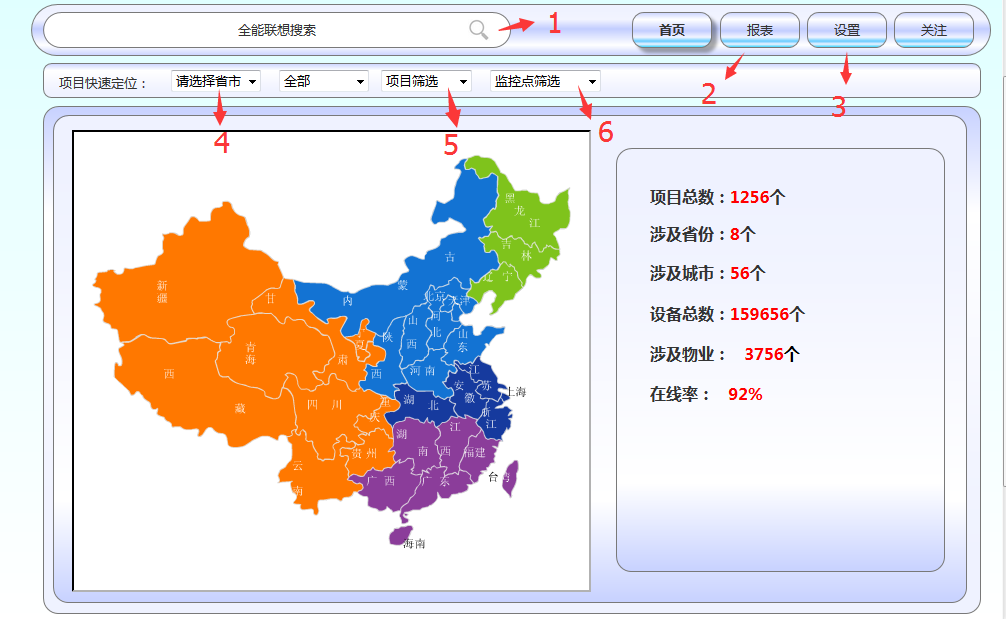 全能联想搜索 1 首页 报表 设置 关注
2 3
项目快速定位： 请选择省市 全部 项目筛选 监控点筛选
4 5 6
项目总数：1256个
涉及省份：8个
涉及城市：56个
设备总数：159656个
涉及物业： 3756个
在线率： 92%
黑
龙
江
吉
林
辽 宁
内 蒙 古
新
疆
甘
肃
北京
天津
河
北
山
西
山
东
陕
西
青
海
河 南
西
藏
江
苏
安
徽
上海
浙
江
湖 北
四 川
重
庆
湖
南
江
西
贵 州
福建
云
南
广 西
广 东
台 湾
海南